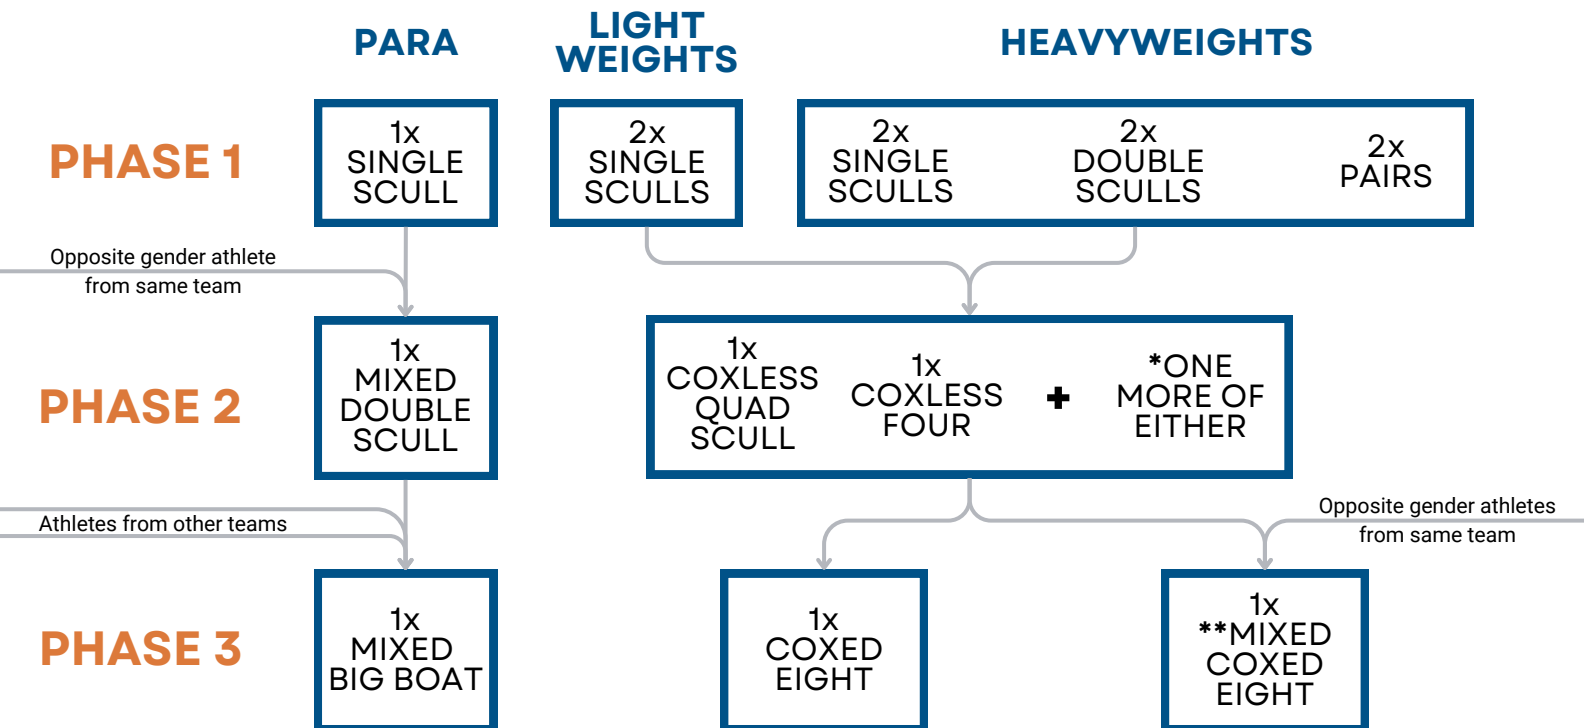 PARA
LIGHT
WEIGHTS
HEAVYWEIGHTS
PHASE 1
1x
SINGLE
SCULL
2x
SINGLE
SCULLS
2x
SINGLE
SCULLS
2x
DOUBLE
SCULLS
2x
PAIRS
Opposite gender athlete
from same team
PHASE 2
1x
MIXED
DOUBLE
SCULL
1x
COXLESS
QUAD
SCULL
1x
COXLESS
FOUR
+
*ONE
MORE OF
EITHER
Athletes from other teams
Opposite gender athletes
from same team
PHASE 3
1x
MIXED
BIG BOAT
1x
COXED
EIGHT
1x
**MIXED
COXED
EIGHT